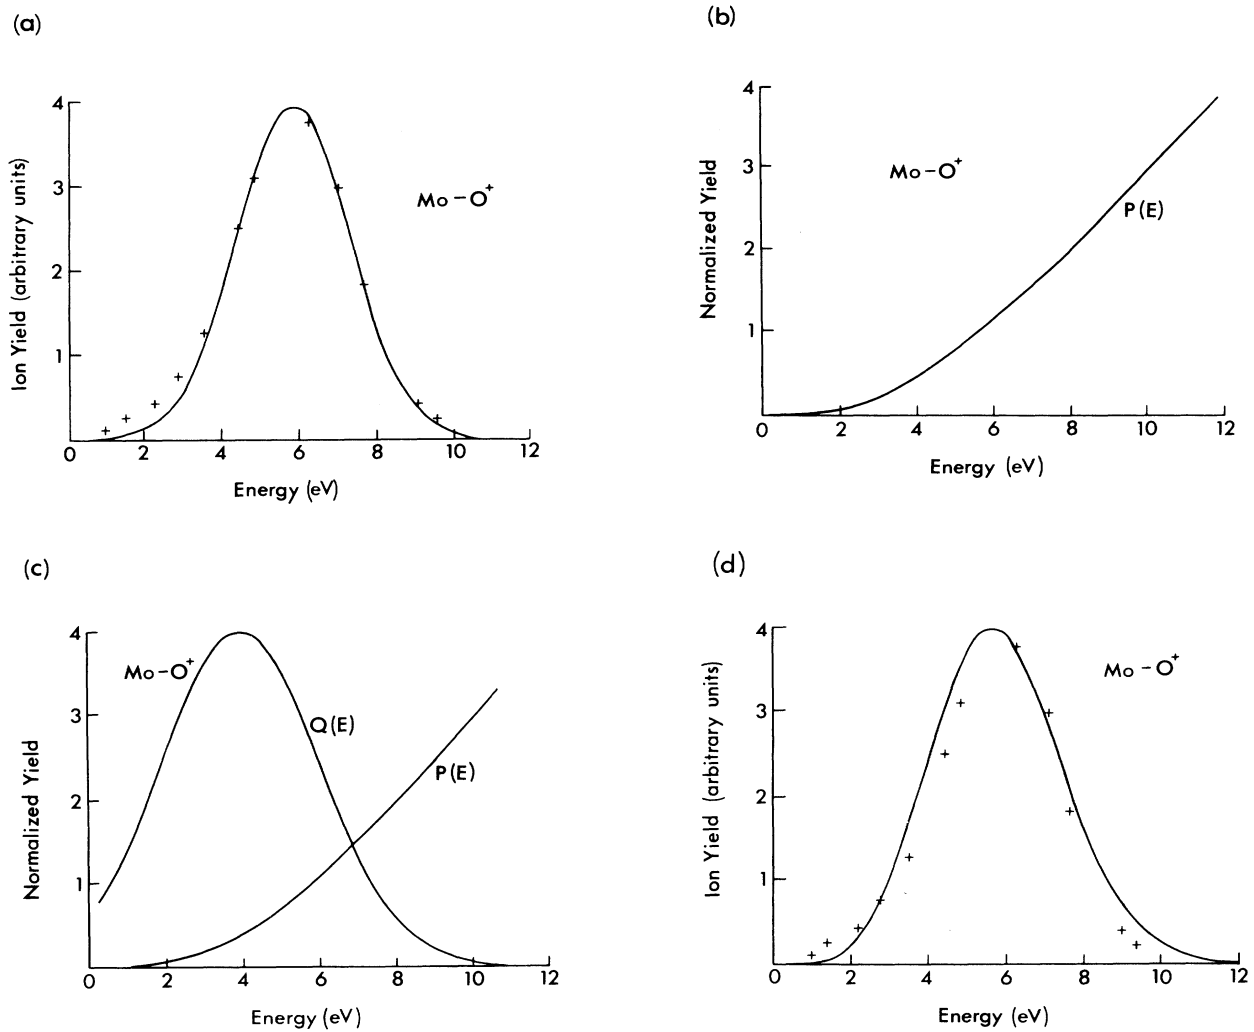 (a)
Ion Yield (arbitrary units)
4
3
2
1
Mo-O⁺
0 2 4 6 8 10 12
Energy (eV)
(b)
Normalized Yield
4
3
2
1
Mo-O⁺
P(E)
0 2 4 6 8 10 12
Energy (eV)
(c)
Normalized Yield
4
3
2
1
Mo-O⁺
Q(E)
P(E)
0 2 4 6 8 10 12
Energy (eV)
(d)
Ion Yield (arbitrary units)
4
3
2
1
Mo-O⁺
0 2 4 6 8 10 12
Energy (eV)